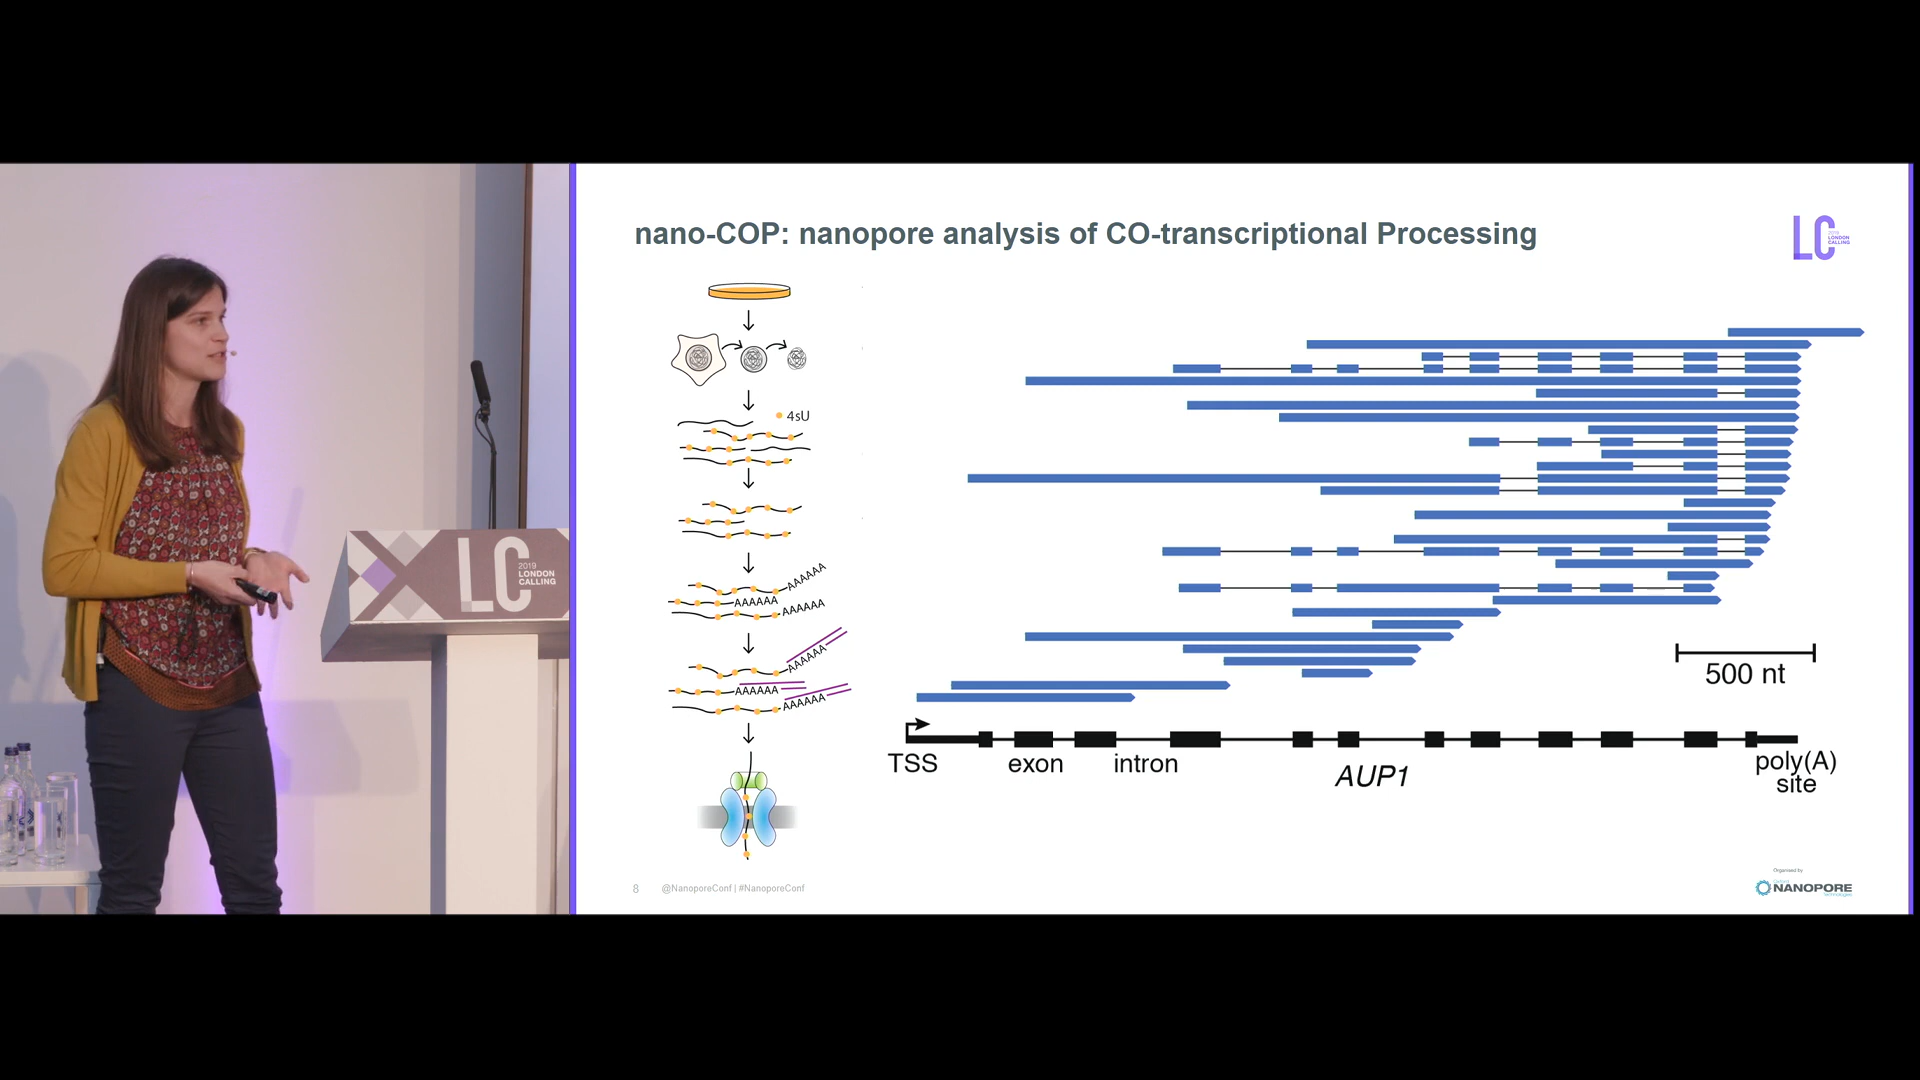 nano-COP: nanopore analysis of CO-transcriptional Processing
LC
2019
LONDON
CALLING
4sU
AAAAAA
AAAAAA
AAAAAA
AAAAAA
AAAAAA
AAAAAA
500 nt
TSS
exon
intron
AUP1
poly(A)
site
8
@NanoporeConf | #NanoporeConf
Organised by
NANOPORE
LC
2019
LONDON
CALLING